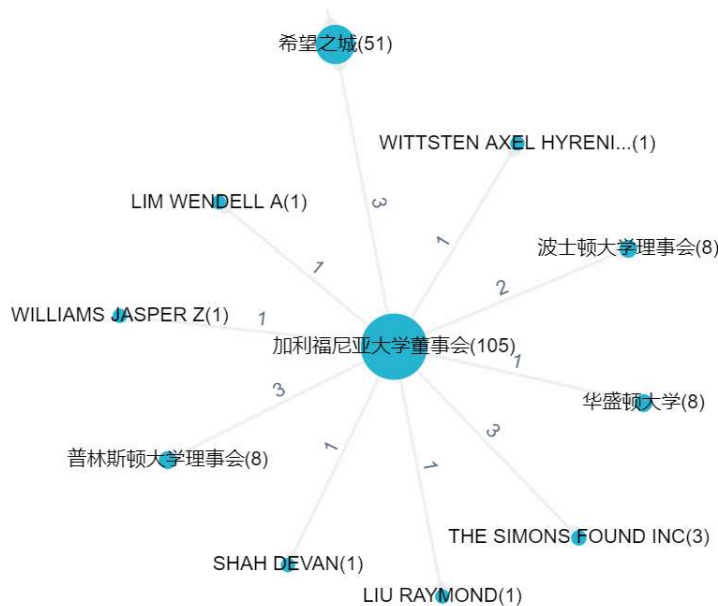 希望之城(51)
WITTSTEN AXEL HYRENI...(1)
LIM WENDELL A(1)
3
1
波士顿大学理事会(8)
1
2
WILLIAMS JASPER Z(1)
1
加利福尼亚大学董事会(105)
1
3
华盛顿大学(8)
3
1
1
普林斯顿大学理事会(8)
THE SIMONS FOUND INC(3)
SHAH DEVAN(1)
LIU RAYMOND(1)